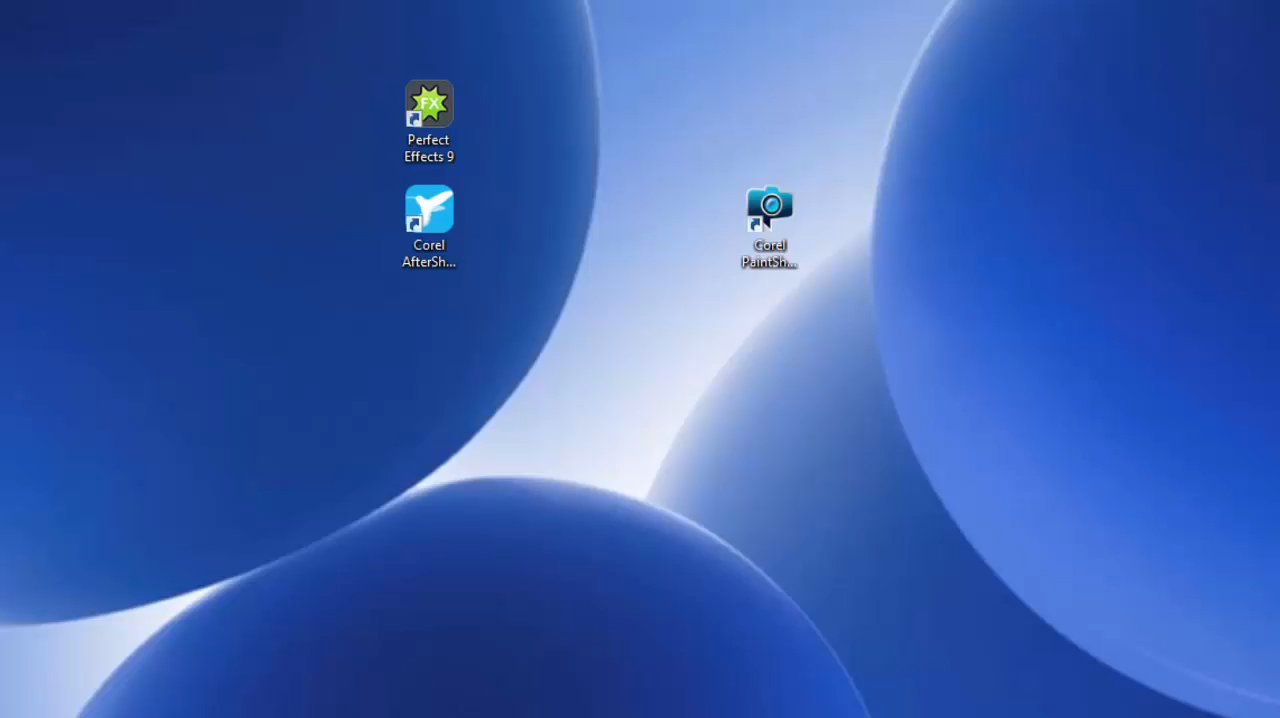 FX
Perfect
Effects 9
Corel
AfterSh...
Corel
PaintSh...